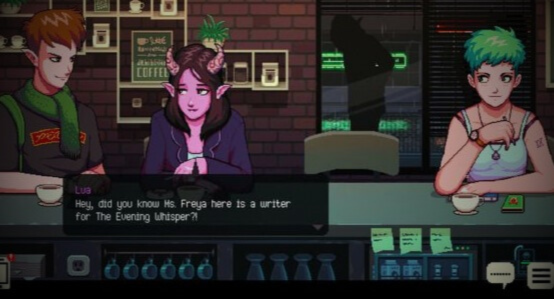 COFFEE
Lua
Hey, did you know Ms. Freya here is a writer
for The Evening Whisper?!